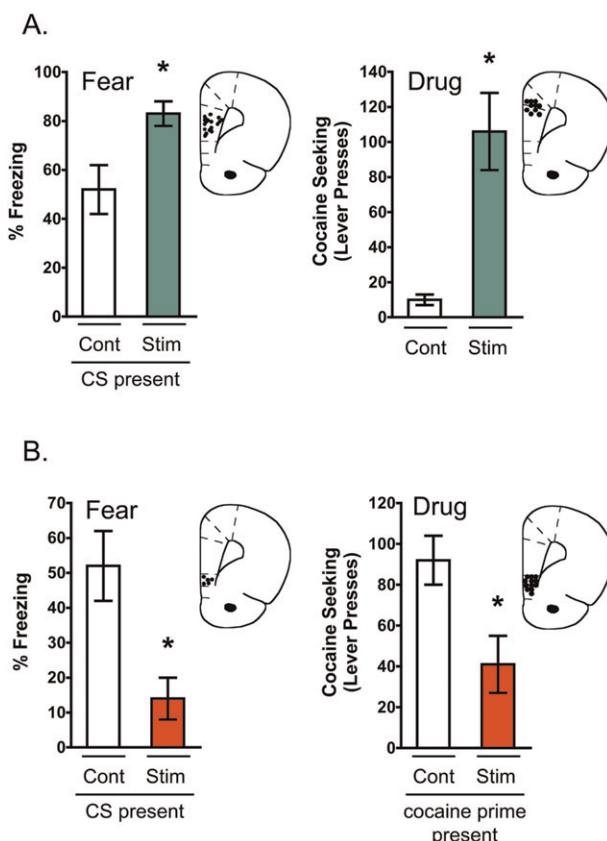 A.
Fear
*
% Freezing
100
80
60
40
20
0
Cont Stim
CS present
Drug
*
Cocaine Seeking
(Lever Presses)
140
120
100
80
60
40
20
0
Cont Stim
B.
Fear
*
% Freezing
70
60
50
40
30
20
10
0
Cont Stim
CS present
Drug
*
Cocaine Seeking
(Lever Presses)
120
100
80
60
40
20
0
Cont Stim
cocaine prime
present